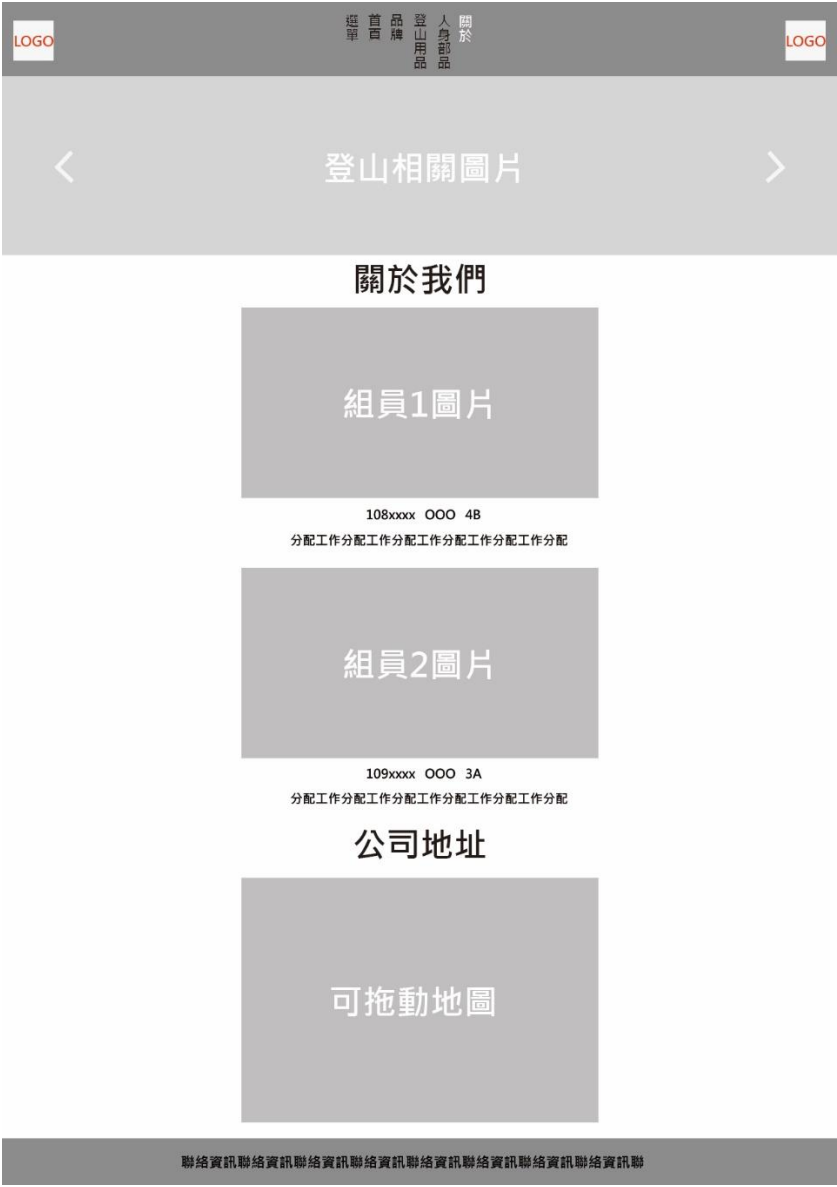 LOGO
選單
首頁
品牌
登山用品
人身部品
關於
LOGO
登山相關圖片
關於我們
組員1圖片
108xxxx OOO 4B
分配工作分配工作分配工作分配工作分配工作分配
組員2圖片
109xxxx OOO 3A
分配工作分配工作分配工作分配工作分配工作分配
公司地址
可拖動地圖
聯絡資訊聯絡資訊聯絡資訊聯絡資訊聯絡資訊聯絡資訊聯絡資訊聯絡資訊聯絡資訊聯